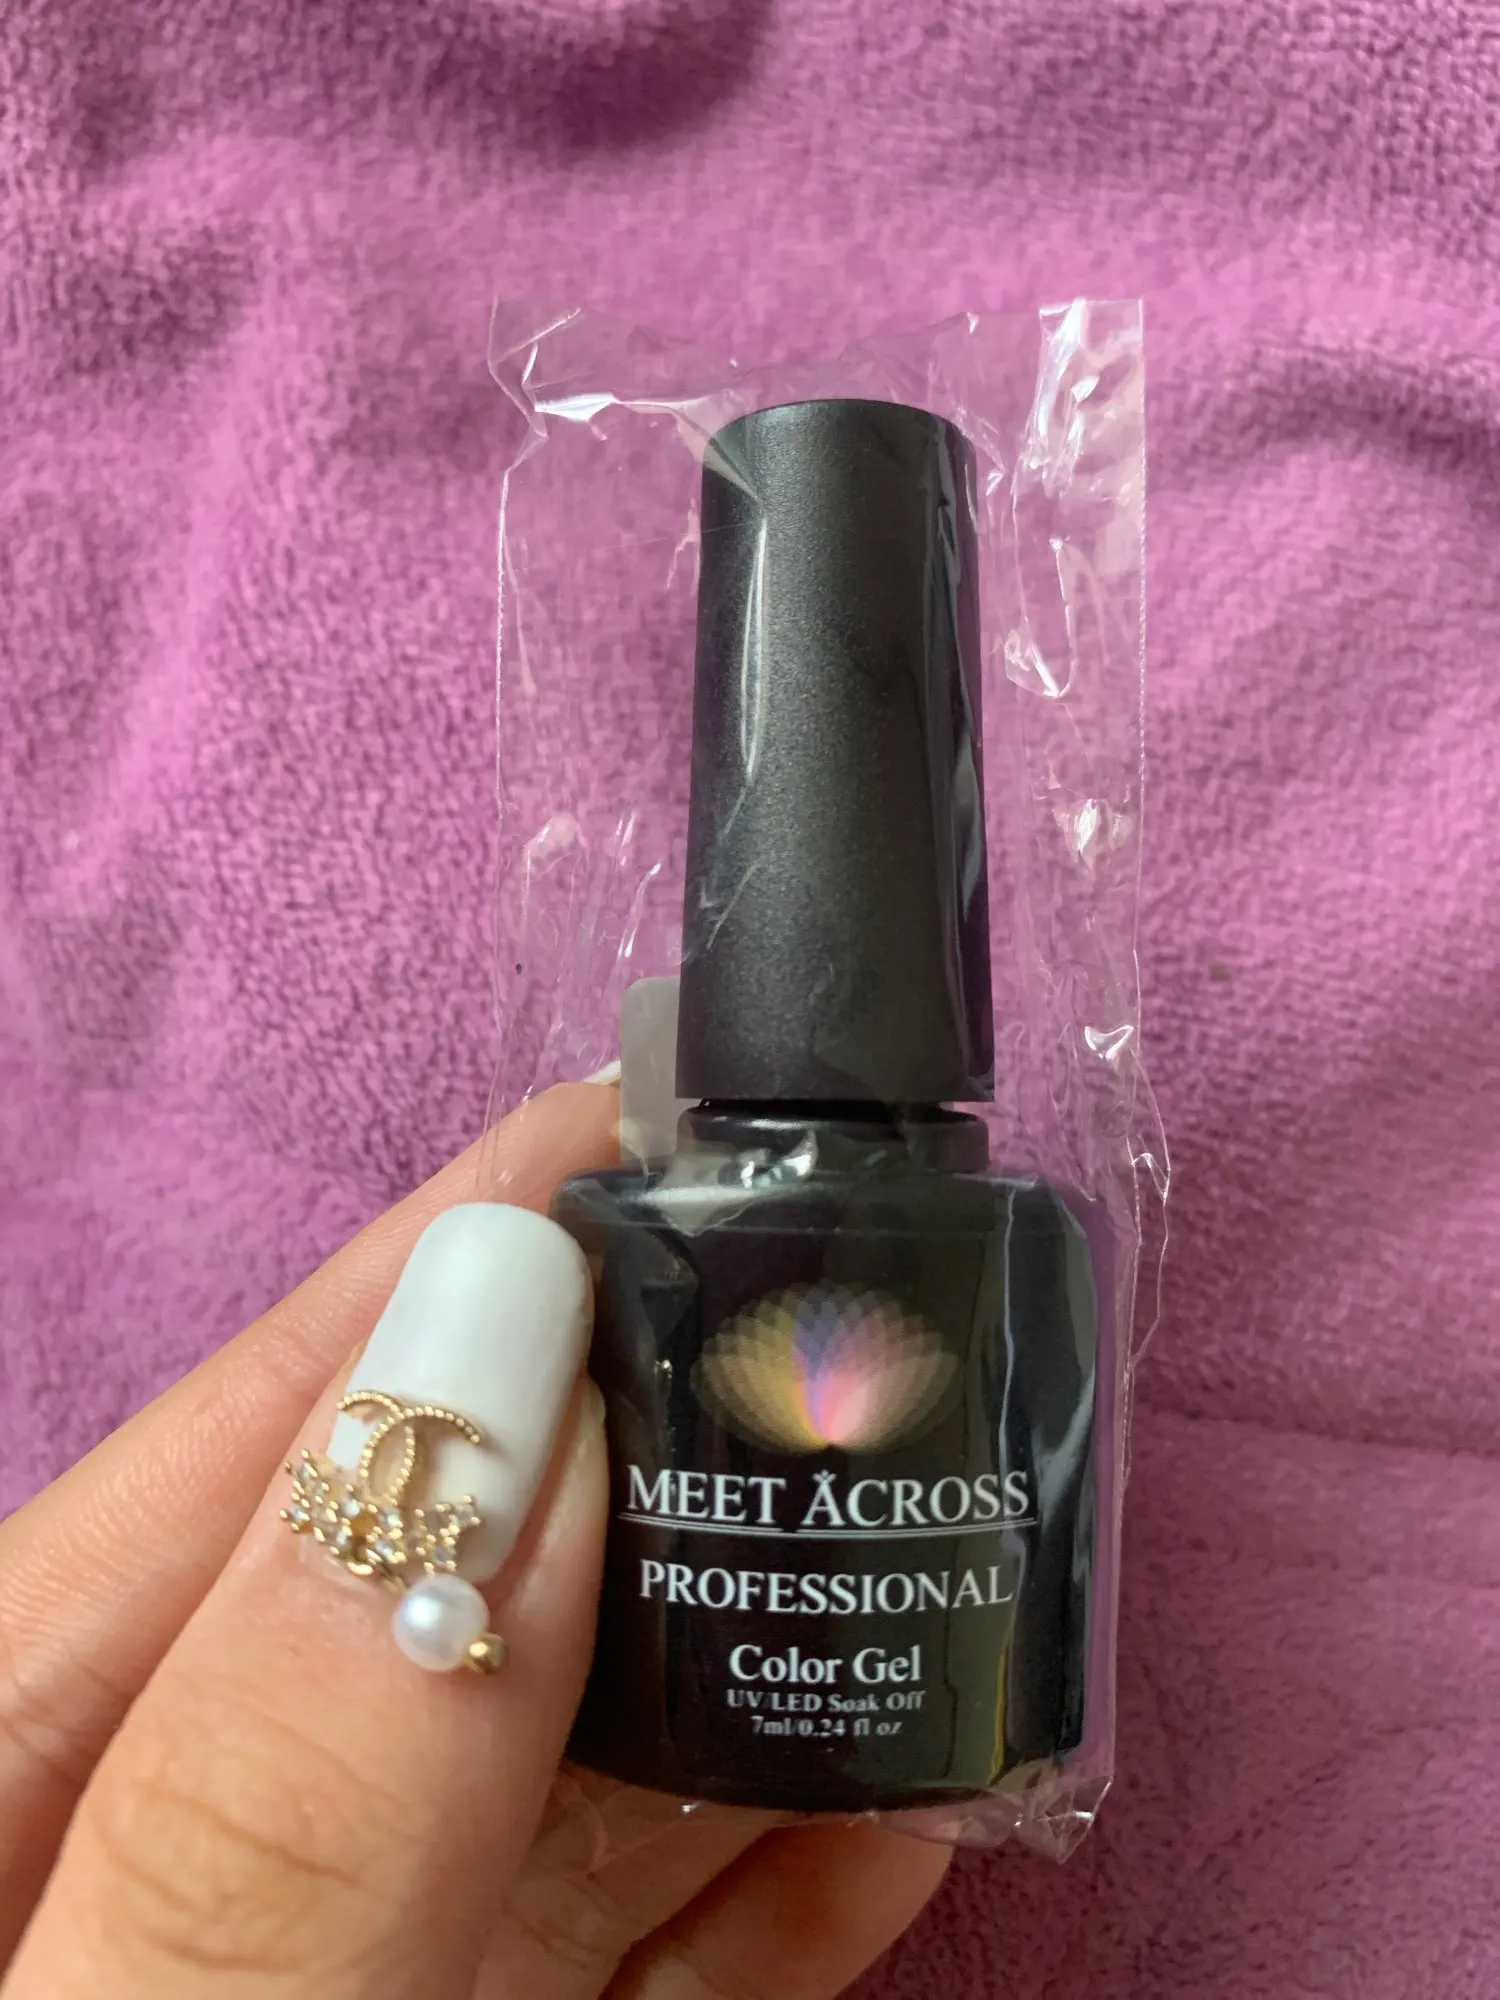 MEET ACROSS
PROFESSIONAL
Color Gel
UV/LED Soak Off
7ml/0.24 fl oz